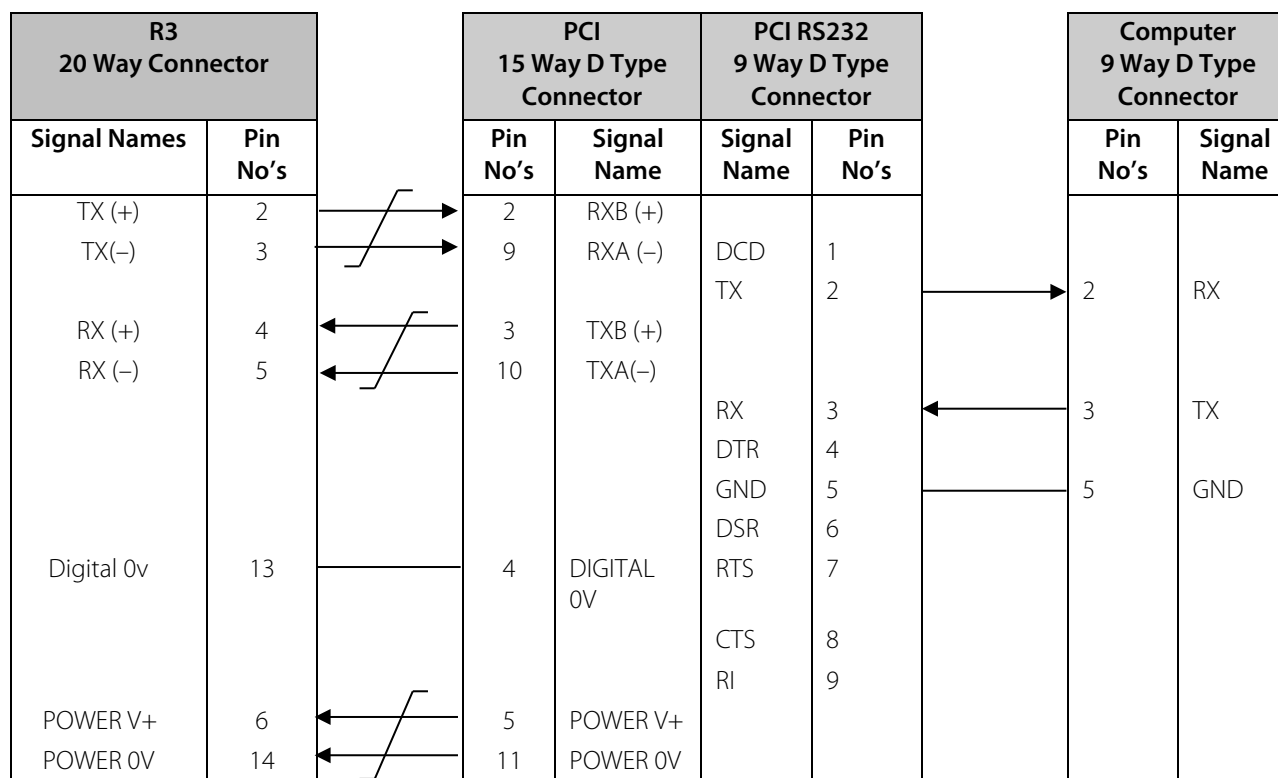 R3
20 Way Connector
PCI
15 Way D Type
Connector
PCI RS232
9 Way D Type
Connector
Computer
9 Way D Type
Connector
Signal Names
Pin
No’s
Pin
No’s
Signal
Name
Signal
Name
Pin
No’s
Pin
No’s
Signal
Name
TX (+) 2 2 RXB (+)
TX(–) 3 9 RXA (–) DCD 1
TX 2 2 RX
RX (+) 4 3 TXB (+)
RX (–) 5 10 TXA(–)
RX 3 3 TX
DTR 4
GND 5 5 GND
DSR 6
Digital 0v 13 4 DIGITAL RTS 7
0V
CTS 8
RI 9
POWER V+ 6 5 POWER V+
POWER 0V 14 11 POWER 0V